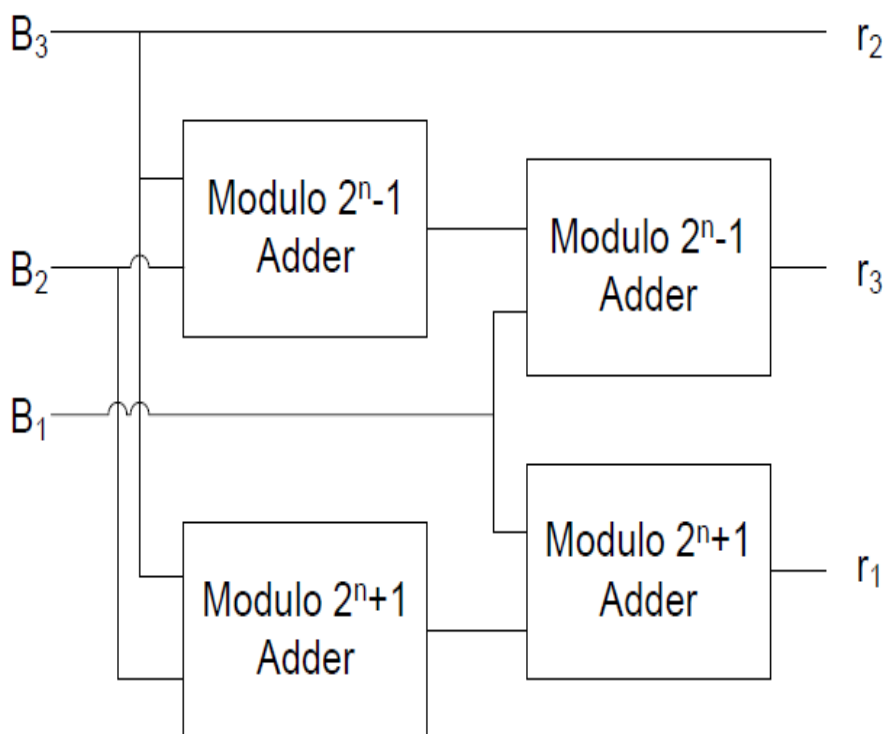 B₃
r₂
Modulo 2ⁿ-1
Adder
Modulo 2ⁿ-1
Adder
B₂
r₃
B₁
Modulo 2ⁿ+1
Adder
r₁
Modulo 2ⁿ+1
Adder